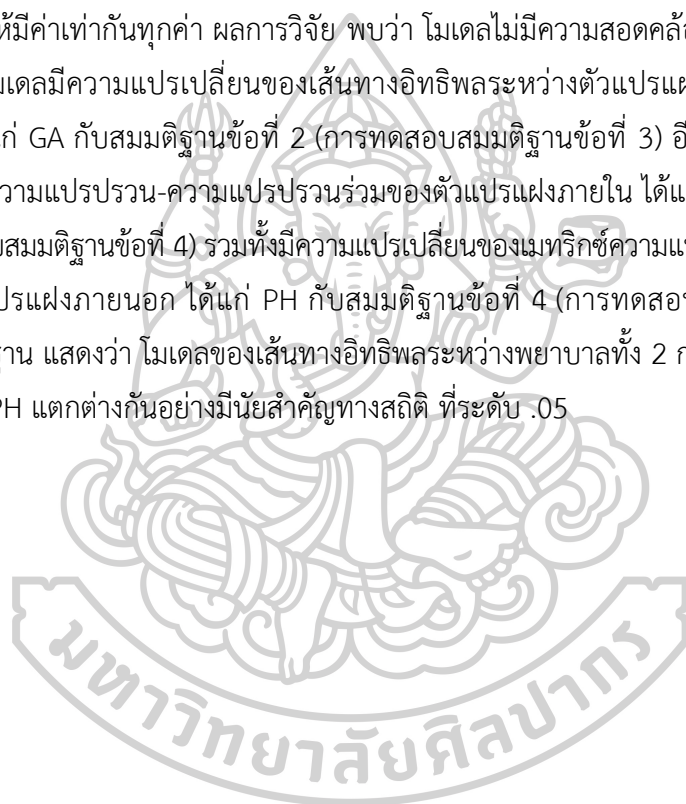 ห้มีค่าเท่ากันทุกค่า ผลการวิจัย พบว่า โมเดลไม่มีความสอดคล้อ
มเดลมีความแปรเปลี่ยนของเส้นทางอิทธิพลระหว่างตัวแปรแฝ
แก่ GA กับสมมติฐานข้อที่ 2 (การทดสอบสมมติฐานข้อที่ 3) อี
ความแปรปรวน-ความแปรปรวนร่วมของตัวแปรแฝงภายใน ได้แ
บสมมติฐานข้อที่ 4) รวมทั้งมีความแปรเปลี่ยนของเมทริกซ์ความแ
ปรแฝงภายนอก ได้แก่ PH กับสมมติฐานข้อที่ 4 (การทดสอ
ฐาน แสดงว่า โมเดลของเส้นทางอิทธิพลระหว่างพยาบาลทั้ง 2 ก
PH แตกต่างกันอย่างมีนัยสำคัญทางสถิติ ที่ระดับ .05
มหาวิทยาลัยศิลปากร